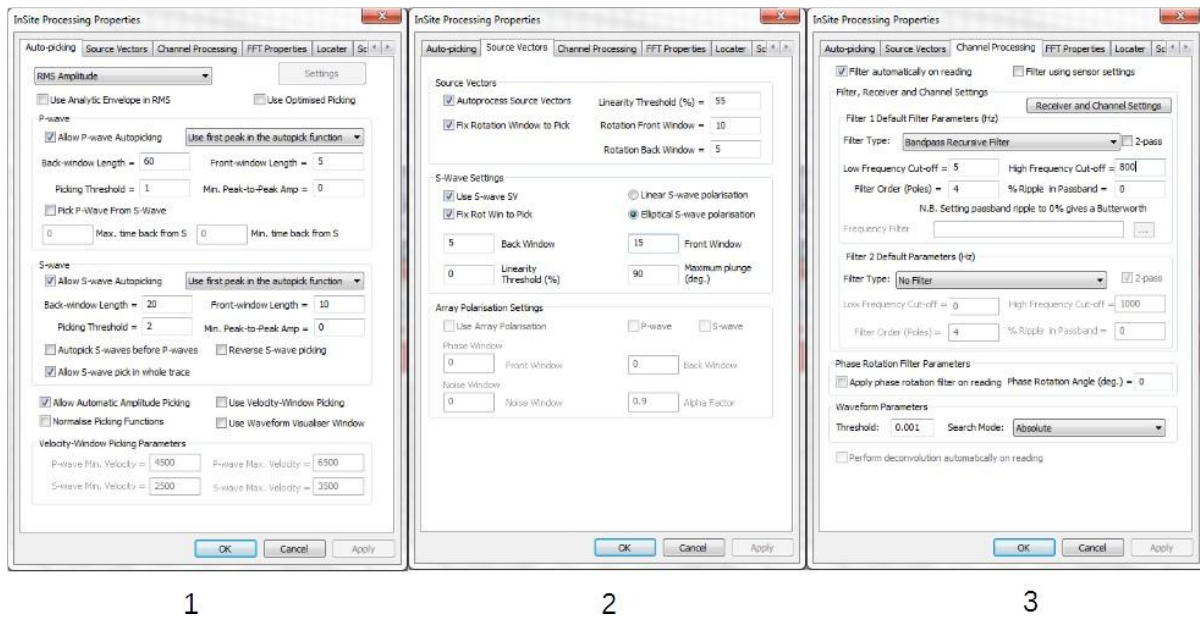 InSite Processing Properties
Auto-picking Source Vectors Channel Processing FFT Properties Locater Sc
RMS Amplitude Settings
Use Analytic Envelope in RMS Use Optimised Picking
P-wave
Allow P-wave Autopicking Use first peak in the autopick function
Back-window Length = 60 Front-window Length = 5
Picking Threshold = 1 Min. Peak-to-Peak Amp = 0
Pick P-Wave From S-Wave
0 Max. time back from S 0 Min. time back from S
S-wave
Allow S-wave Autopicking Use first peak in the autopick function
Back-window Length = 20 Front-window Length = 10
Picking Threshold = 2 Min. Peak-to-Peak Amp = 0
Autopick S-waves before P-waves Reverse S-wave picking
Allow S-wave pick in whole trace
Allow Automatic Amplitude Picking Use Velocity-Window Picking
Normalise Picking Functions Use Waveform Visualiser Window
Velocity-Window Picking Parameters
P-wave Min. Velocity = 4500 P-wave Max. Velocity = 6500
S-wave Min. Velocity = 2500 S-wave Max. Velocity = 3500
OK Cancel Apply
1
InSite Processing Properties
Auto-picking Source Vectors Channel Processing FFT Properties Locater Sc
Source Vectors
Autoprocess Source Vectors Linearity Threshold (%) = 55
Fix Rotation Window to Pick Rotation Front Window = 10
Rotation Back Window = 5
S-Wave Settings
Use S-wave SV Linear S-wave polarisation
Fix Rot Win to Pick Elliptical S-wave polarisation
5 Back Window 15 Front Window
0 Linearity Threshold (%) 90 Maximum plunge (deg.)
Array Polarisation Settings
Use Array Polarisation P-wave S-wave
Phase Window
0 Front Window 0 Back Window
Noise Window
0 Noise Window 0.9 Alpha Factor
OK Cancel Apply
2
InSite Processing Properties
Auto-picking Source Vectors Channel Processing FFT Properties Locater Sc
Filter automatically on reading Filter using sensor settings
Filter, Receiver and Channel Settings
Receiver and Channel Settings
Filter 1 Default Filter Parameters (Hz)
Filter Type: Bandpass Recursive Filter 2-pass
Low Frequency Cut-off = 5 High Frequency Cut-off = 800
Filter Order (Poles) = 4 % Ripple in Passband = 0
N.B. Setting passband ripple to 0% gives a Butterworth
Frequency Filter ...
Filter 2 Default Parameters (Hz)
Filter Type: No Filter 2-pass
Low Frequency Cut-off = 0 High Frequency Cut-off = 1000
Filter Order (Poles) = 4 % Ripple in Passband = 0
Phase Rotation Filter Parameters
Apply phase rotation filter on reading Phase Rotation Angle (deg.) = 0
Waveform Parameters
Threshold: 0.001 Search Mode: Absolute
Perform deconvolution automatically on reading
OK Cancel Apply
3